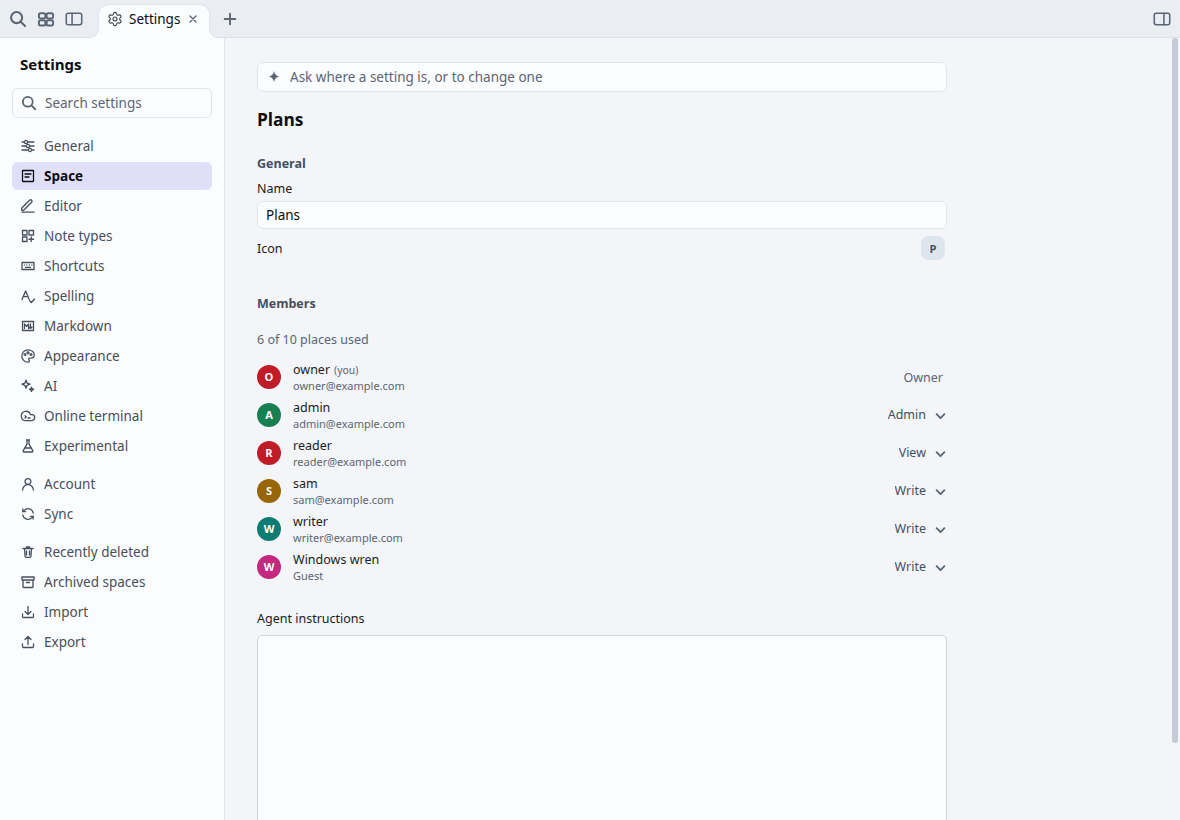 Settings
Settings
Search settings
General
Space
Editor
Note types
Shortcuts
Spelling
Markdown
Appearance
AI
Online terminal
Experimental
Account
Sync
Recently deleted
Archived spaces
Import
Export
Ask where a setting is, or to change one
Plans
General
Name
Plans
Icon
P
Members
6 of 10 places used
O owner (you) Owner
owner@example.com
A admin Admin
admin@example.com
R reader View
reader@example.com
S sam Write
sam@example.com
W writer Write
writer@example.com
W Windows wren Write
Guest
Agent instructions